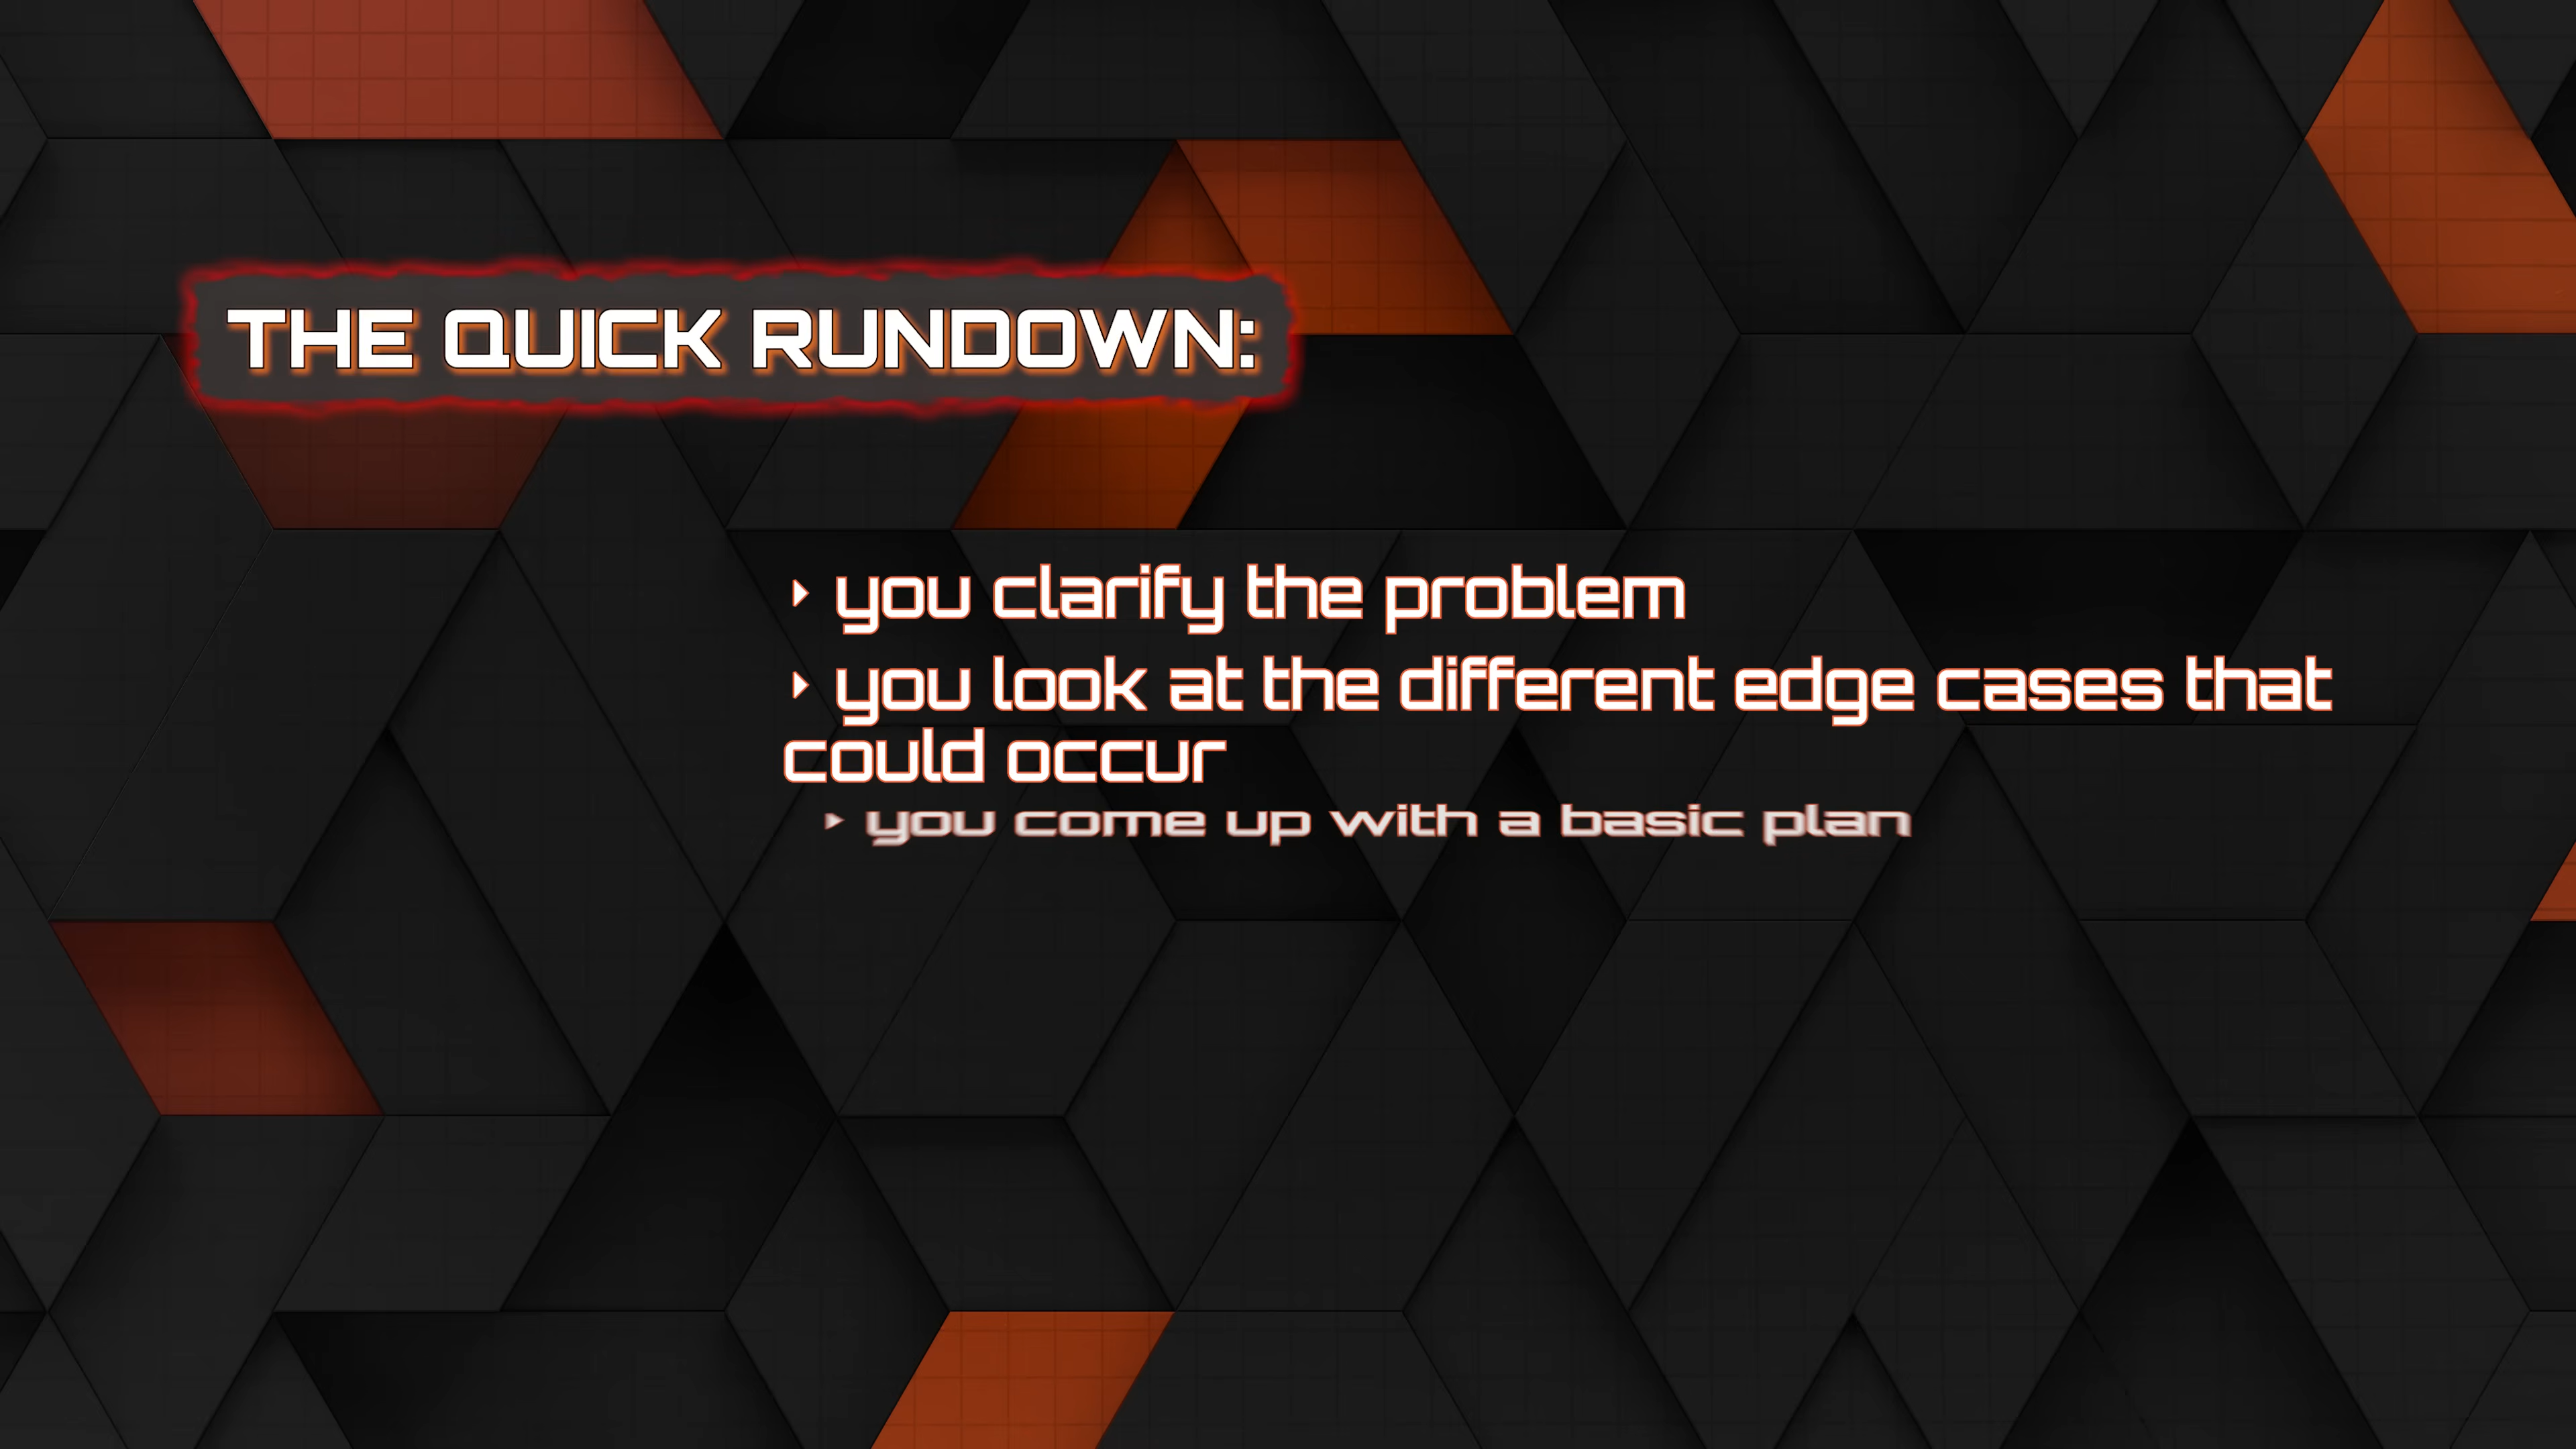 THE QUICK RUNDOWN:
‣ you clarify the problem
‣ you look at the different edge cases that
could occur
‣ you come up with a basic plan